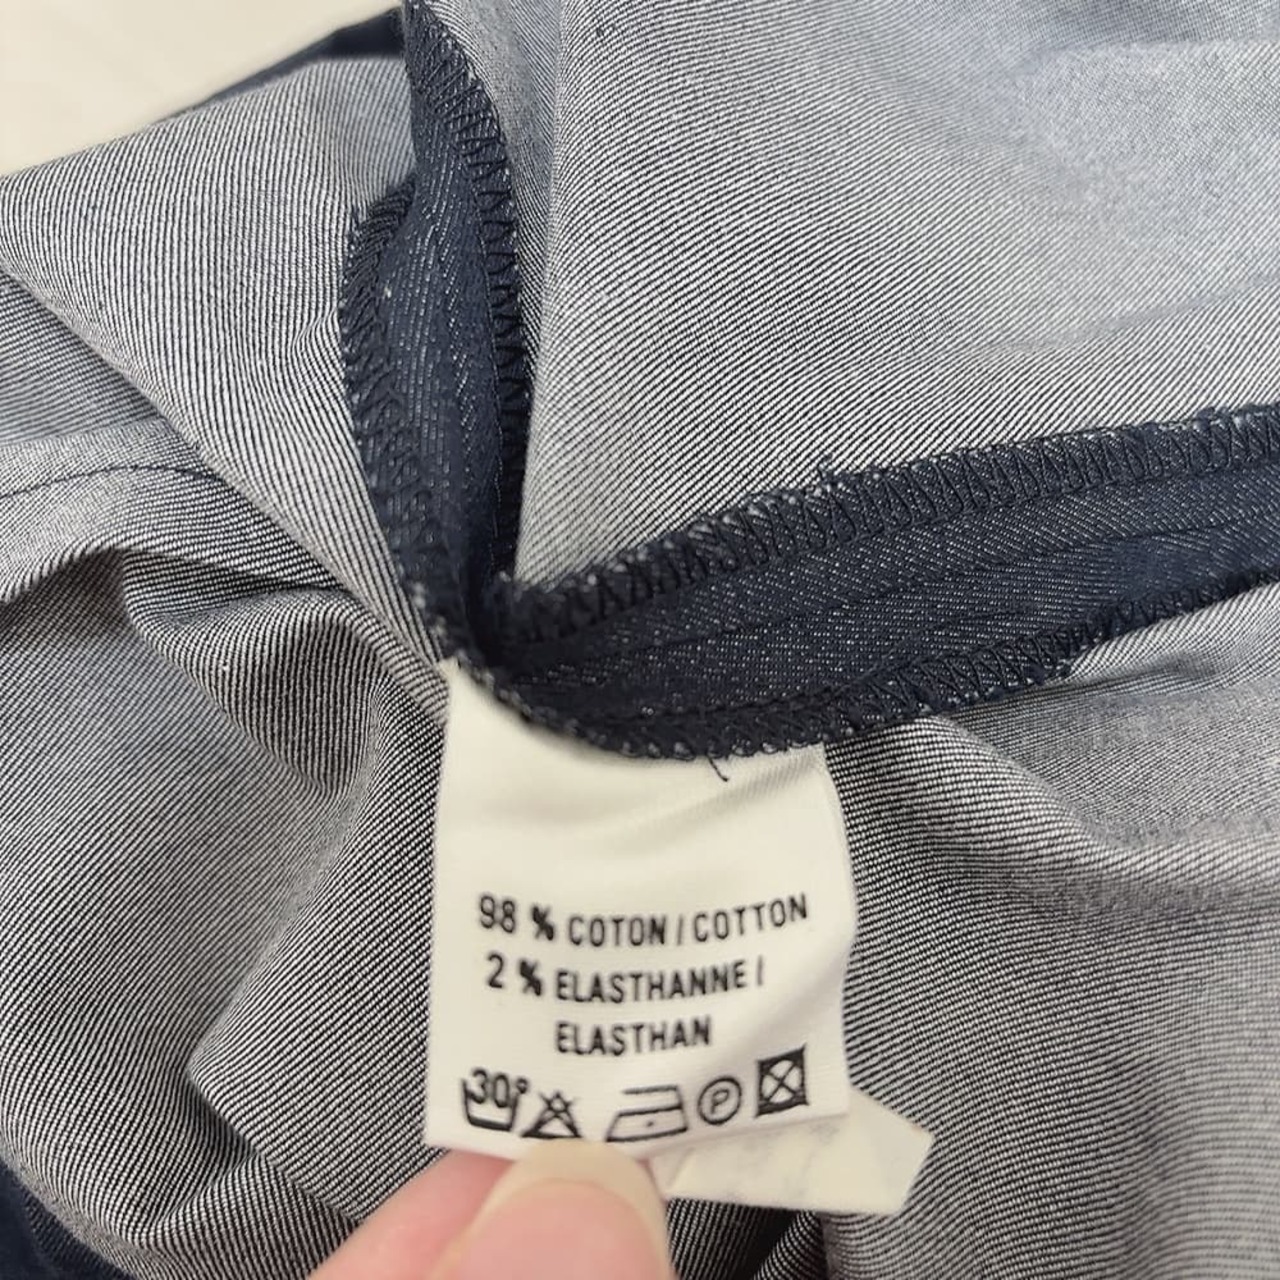 98 % COTON / COTTON
2 % ELASTHANNE /
ELASTHAN
30° P